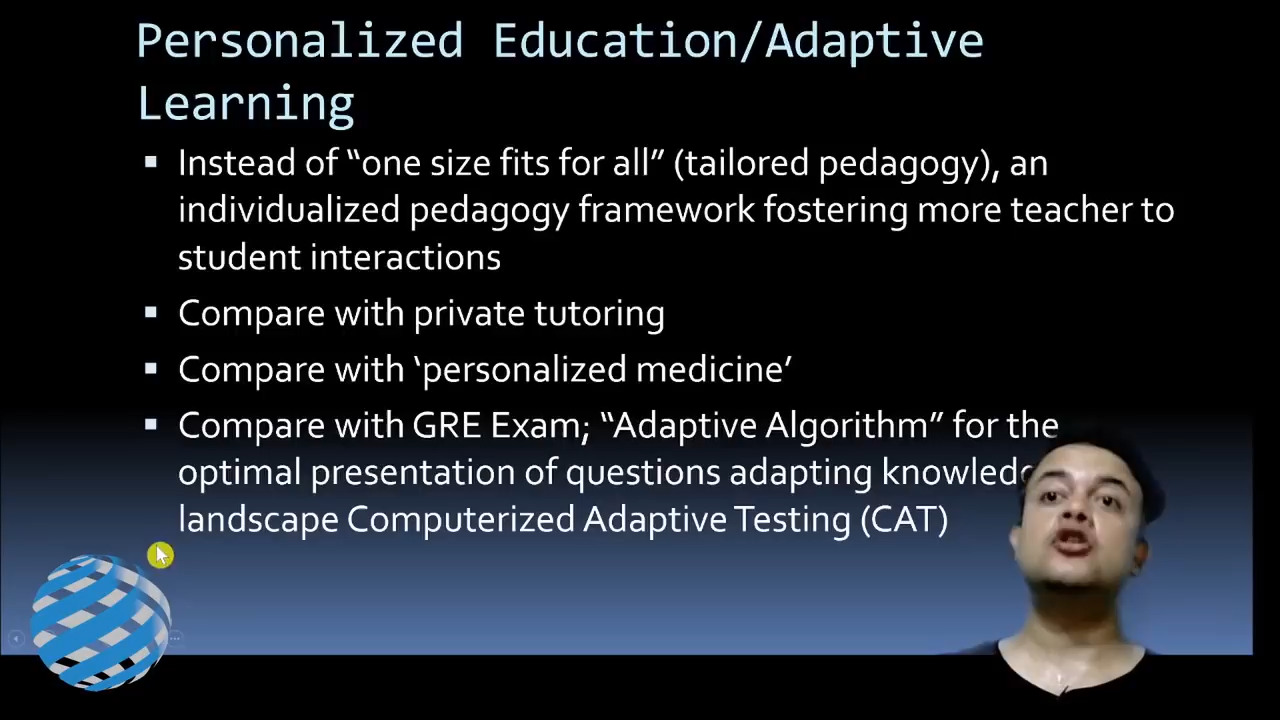 Personalized Education/Adaptive
Learning
Instead of “one size fits for all” (tailored pedagogy), an
individualized pedagogy framework fostering more teacher to
student interactions
Compare with private tutoring
Compare with ‘personalized medicine’
Compare with GRE Exam; “Adaptive Algorithm” for the
optimal presentation of questions adapting
landscape Computerized Adaptive Testing (CAT)